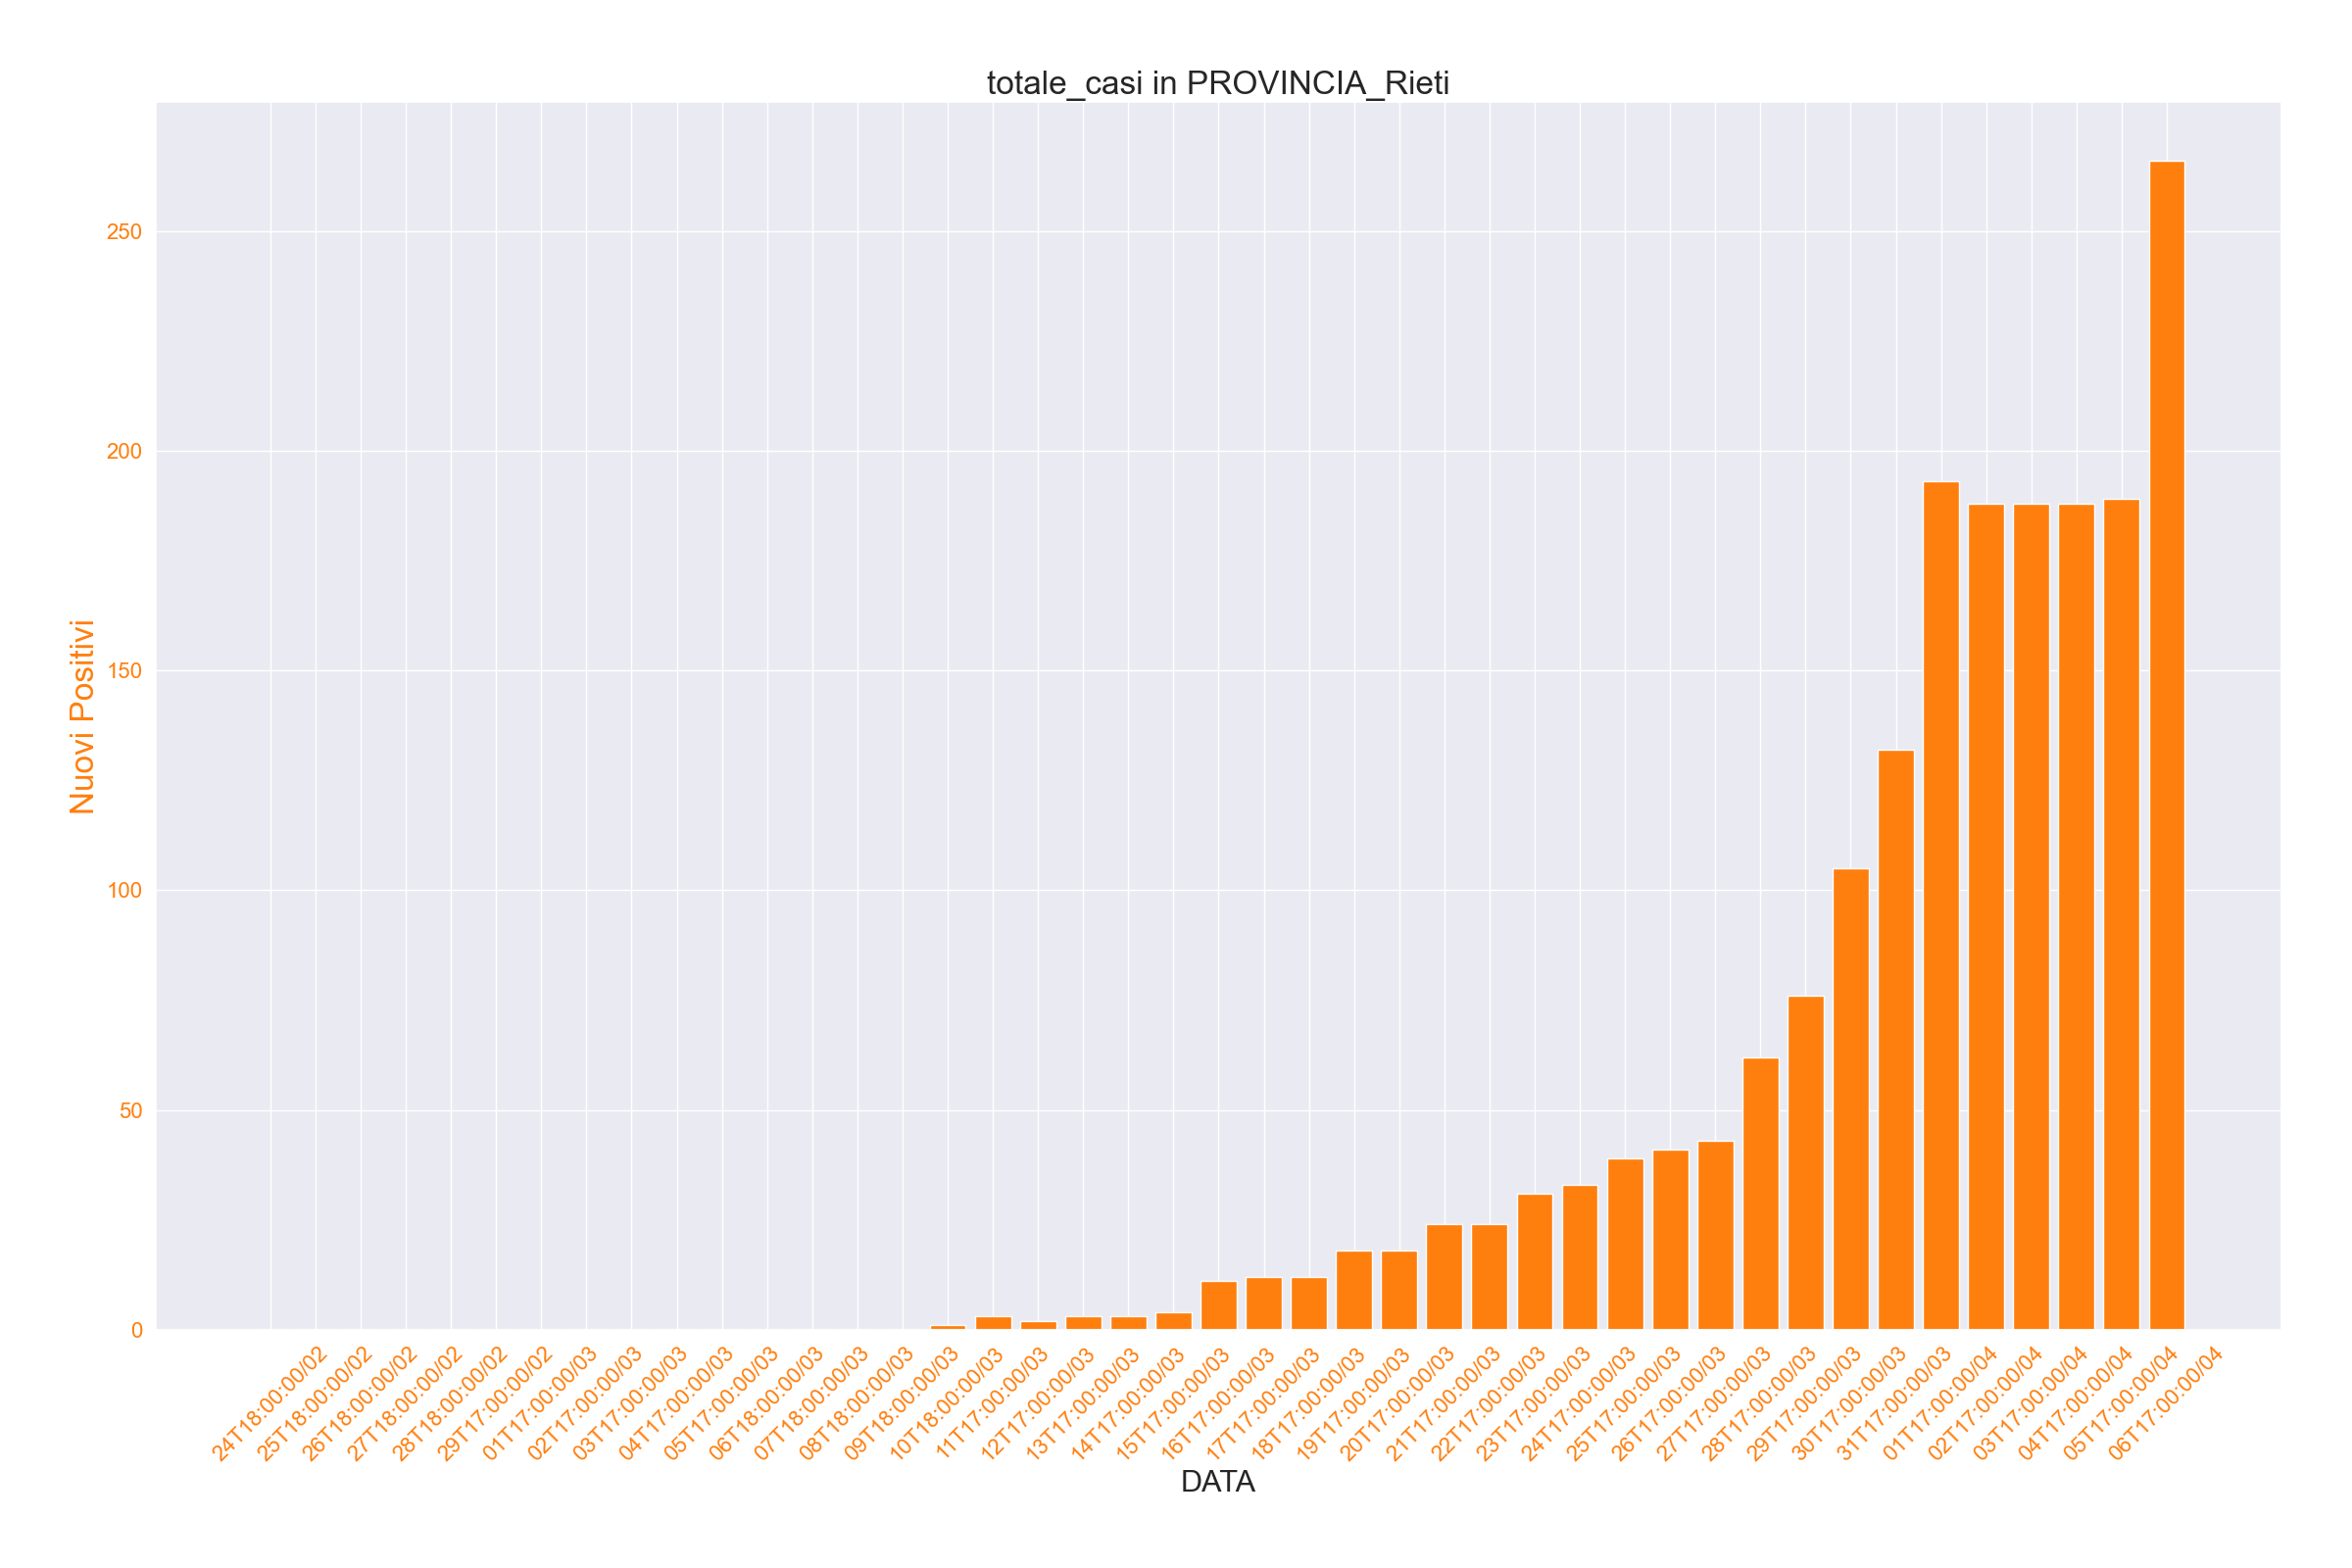 totale_casi in PROVINCIA_Rieti
Nuovi Positivi
250
200
150
100
50
0
24T18:00:00/02
25T18:00:00/02
26T18:00:00/02
27T18:00:00/02
28T18:00:00/02
29T17:00:00/02
01T17:00:00/03
02T17:00:00/03
03T17:00:00/03
04T17:00:00/03
05T17:00:00/03
06T18:00:00/03
07T18:00:00/03
08T18:00:00/03
09T18:00:00/03
10T18:00:00/03
11T17:00:00/03
12T17:00:00/03
13T17:00:00/03
14T17:00:00/03
15T17:00:00/03
16T17:00:00/03
17T17:00:00/03
18T17:00:00/03
19T17:00:00/03
20T17:00:00/03
21T17:00:00/03
22T17:00:00/03
23T17:00:00/03
24T17:00:00/03
25T17:00:00/03
26T17:00:00/03
27T17:00:00/03
28T17:00:00/03
29T17:00:00/03
30T17:00:00/03
31T17:00:00/03
01T17:00:00/04
02T17:00:00/04
03T17:00:00/04
04T17:00:00/04
05T17:00:00/04
06T17:00:00/04
DATA